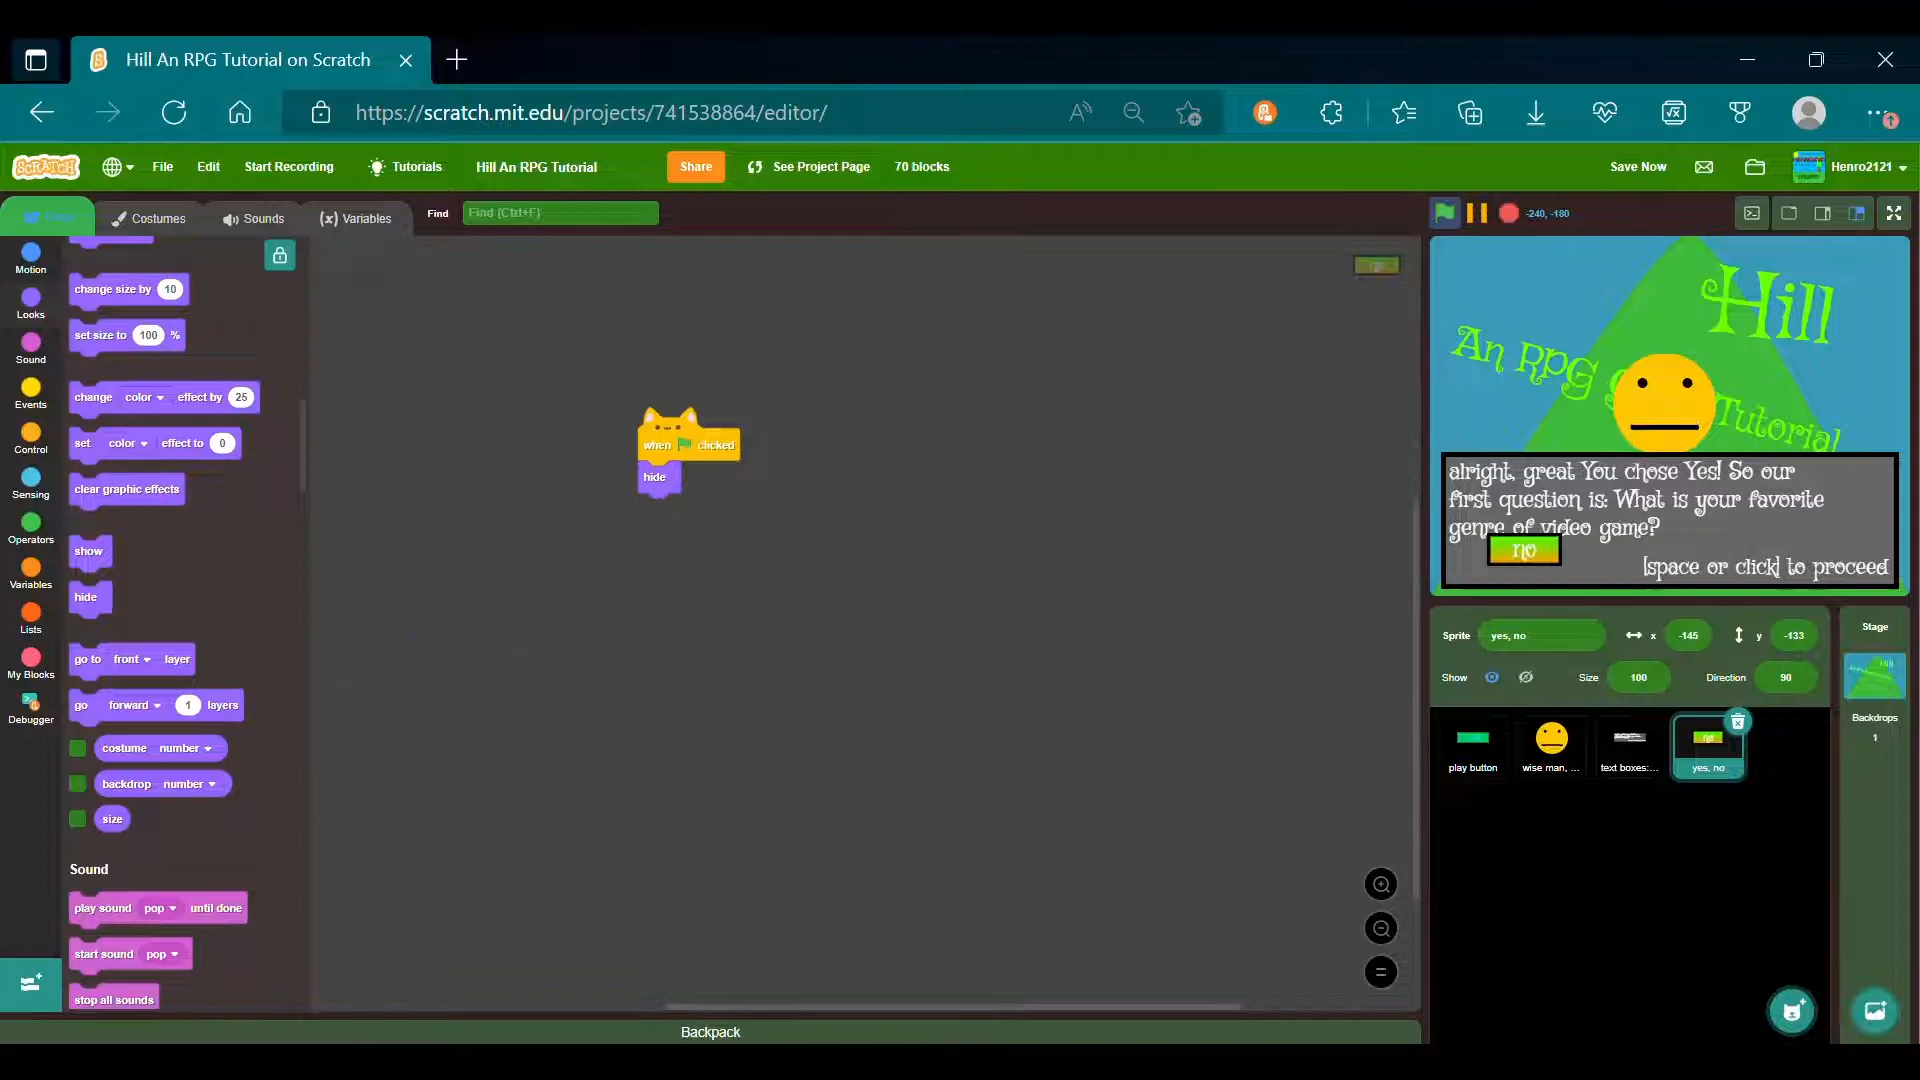 Hill An RPG Tutorial on Scratch
https://scratch.mit.edu/projects/741538864/editor/
SCRATCH File Edit Start Recording Tutorials Hill An RPG Tutorial Share See Project Page 70 blocks Save Now Henro2121
Costumes Sounds (x) Variables Find Find (Ctrl+F) -240, -180
Motion
Looks
Sound
Events
Control
Sensing
Operators
Variables
Lists
My Blocks
Debugger
change size by 10
set size to 100 %
change color effect by 25
set color effect to 0
clear graphic effects
show
hide
go to front layer
go forward 1 layers
costume number
backdrop number
size
Sound
play sound pop until done
start sound pop
stop all sounds
when clicked
hide
Hill
An RPG
Tutorial
alright, great You chose Yes! So our
first question is: What is your favorite
genre of video game?
no
[space or click] to proceed
Sprite yes, no x -145 y -133
Show Size 100 Direction 90
Stage
Backdrops
1
play button
wise man, ...
text boxes:...
no
yes, no
Backpack